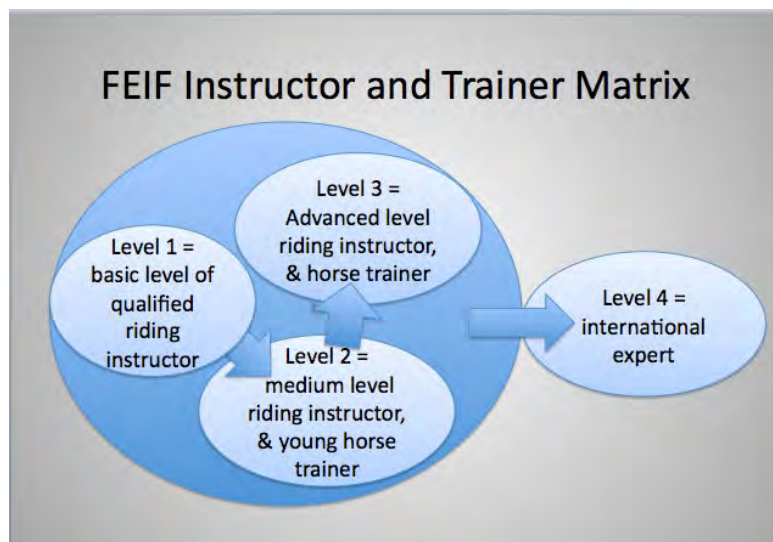 FEIF Instructor and Trainer Matrix
Level 1 =
basic level of
qualified
riding
instructor
Level 2 =
medium level
riding instructor,
& young horse
trainer
Level 3 =
Advanced level
riding instructor,
& horse trainer
Level 4 =
international
expert